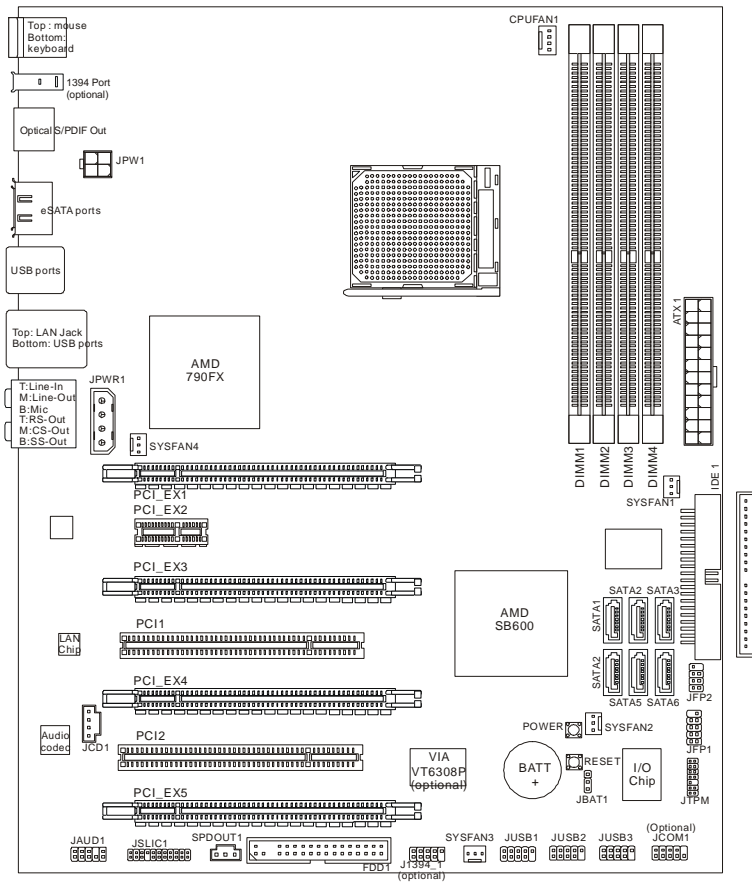 Top : mouse
Bottom:
keyboard
CPUFAN1
1394 Port
(optional)
Optical S/PDIF Out
JPW1
eSATA ports
USB ports
Top: LAN Jack
Bottom: USB ports
AMD
790FX
ATX1
T:Line-In
M:Line-Out
B:Mic
T:RS-Out
M:CS-Out
B:SS-Out
JPWR1
SYSFAN4
DIMM1
DIMM2
DIMM3
DIMM4
SYSFAN1
IDE 1
PCI_EX1
PCI_EX2
PCI_EX3
AMD
SB600
SATA1
SATA2
SATA3
PCI1
LAN
Chip
SATA2
SATA5
SATA6
JFP2
PCI_EX4
JCD1
Audio
codec
PCI2
VIA
VT6308P
(optional)
POWER
SYSFAN2
JFP1
BATT
+
RESET
I/O
Chip
JBAT1
JTPM
PCI_EX5
JAUD1
JSLIC1
SPDOUT1
FDD1
J1394_1
(optional)
SYSFAN3
JUSB1
JUSB2
JUSB3
(Optional)
JCOM1